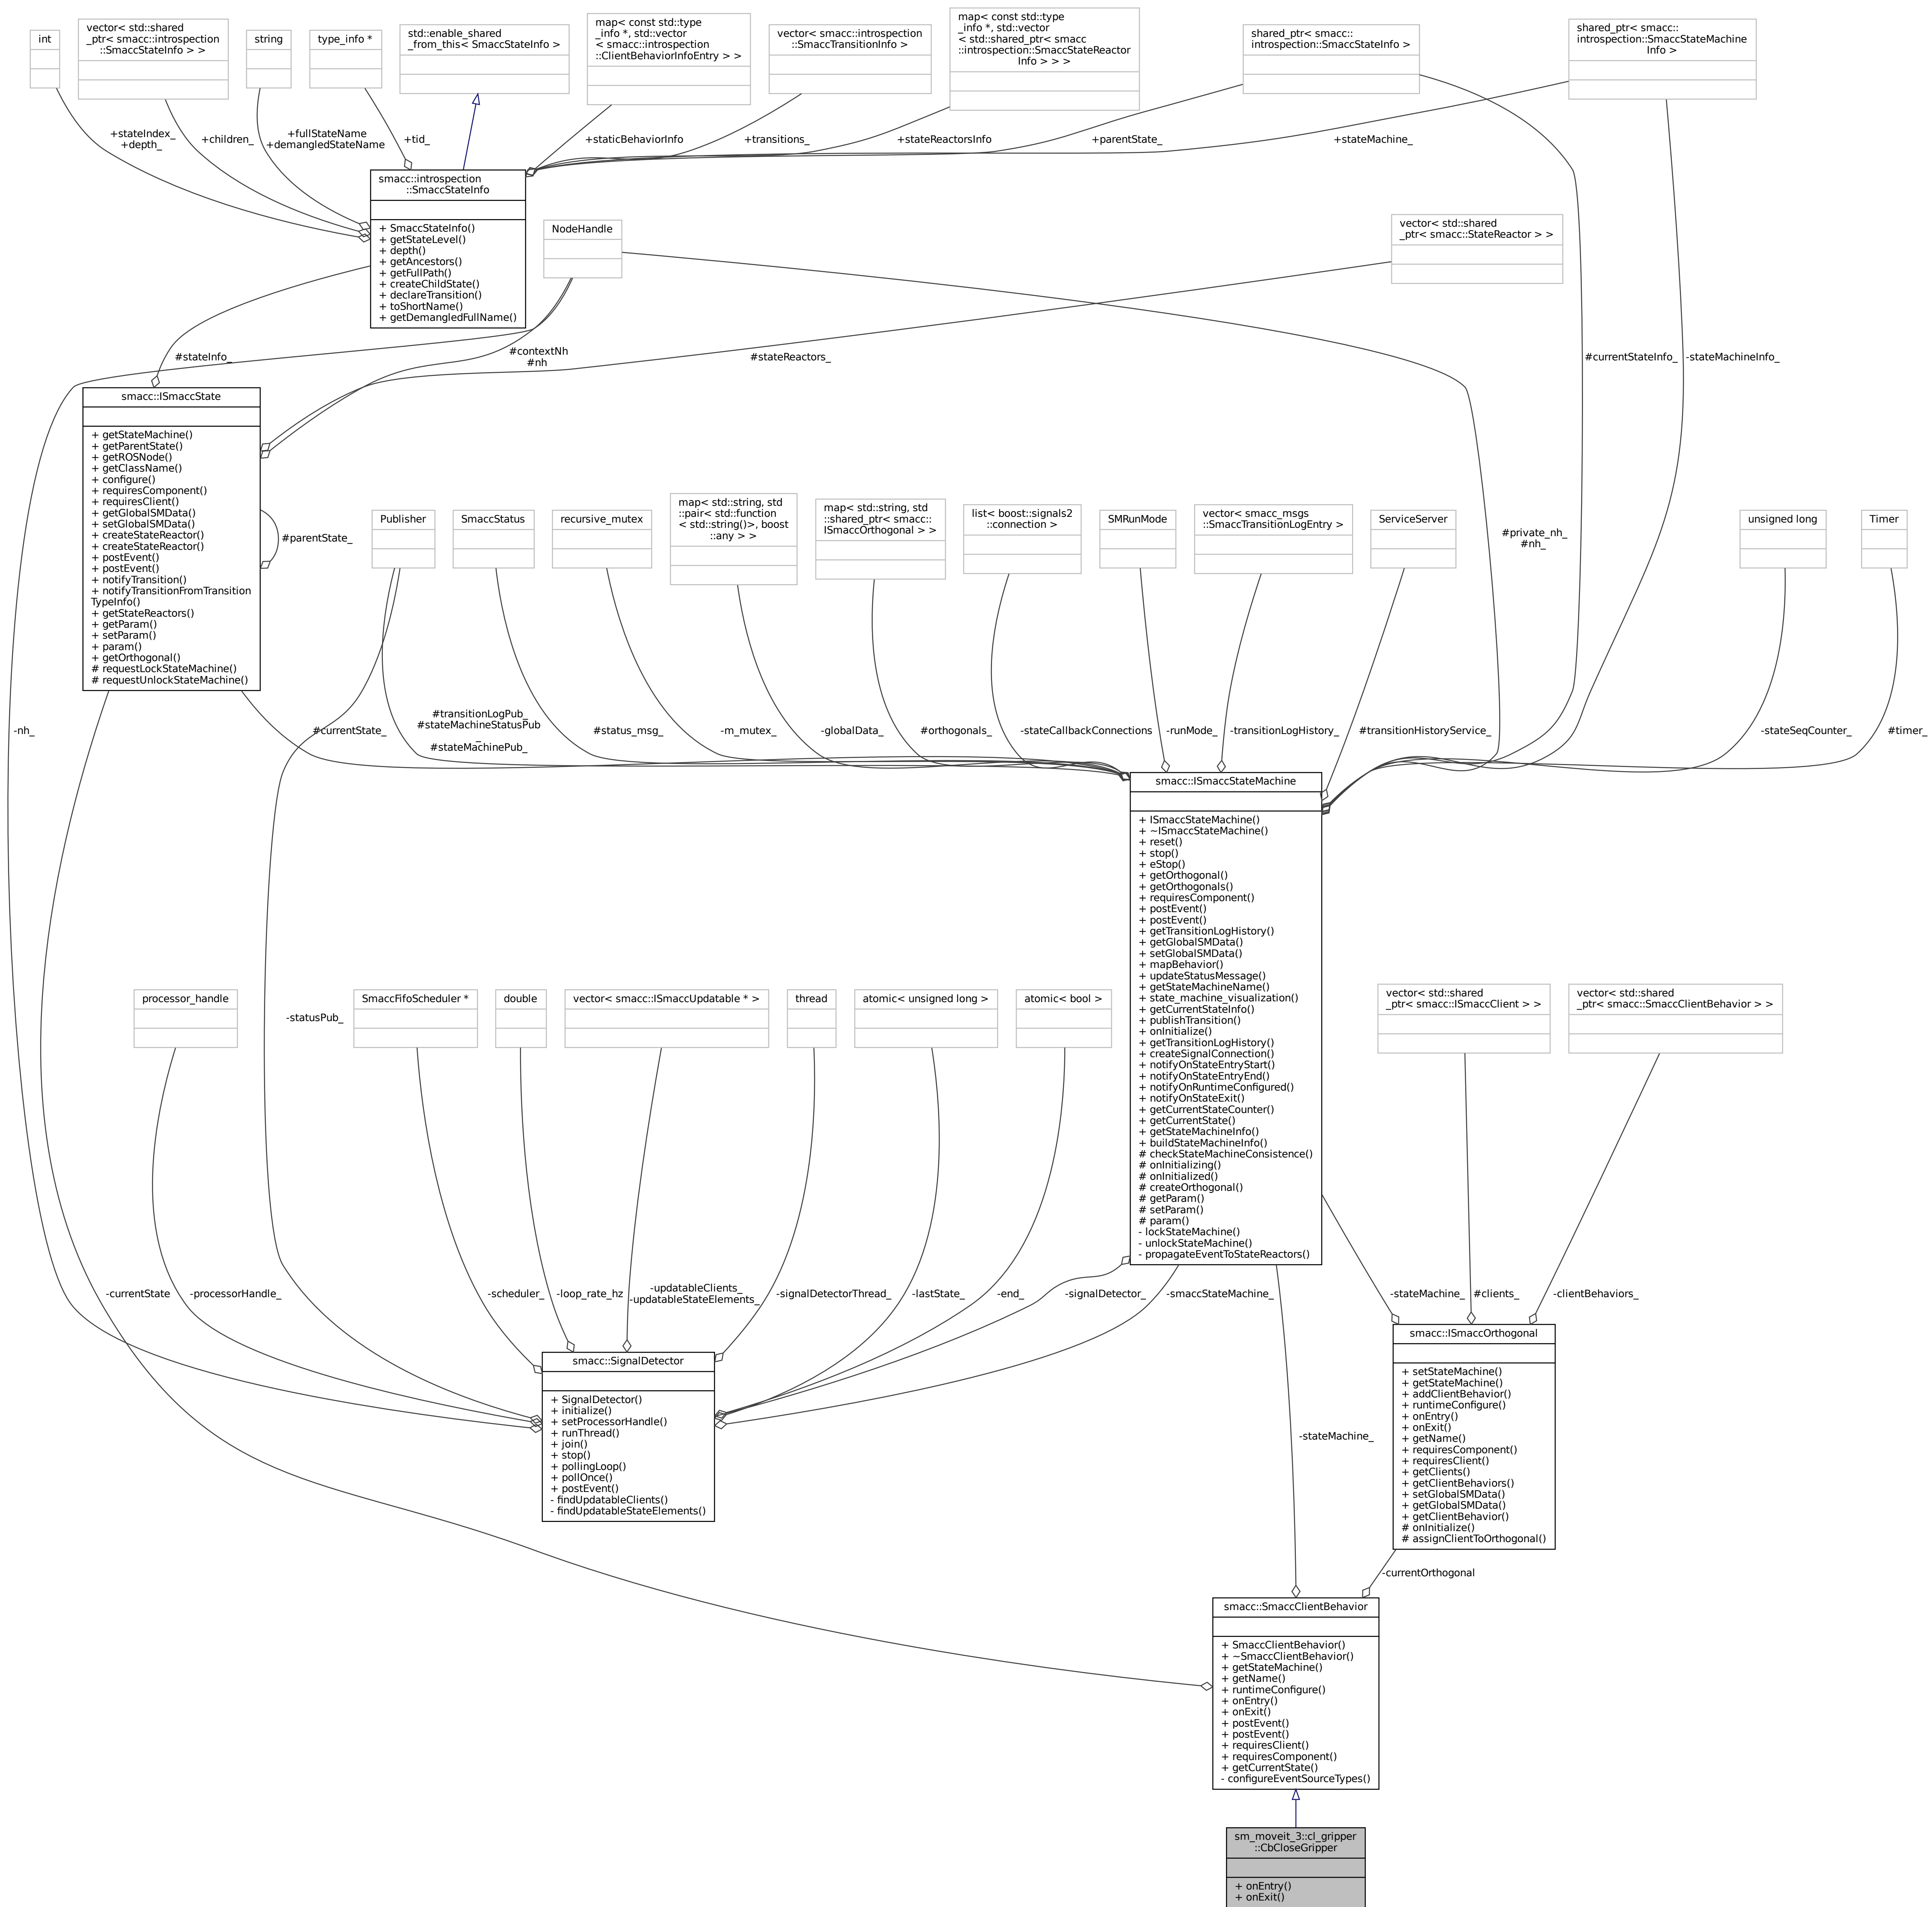 int
vector< std::shared
_ptr< smacc::introspection
::SmaccStateInfo > >
string
type_info *
std::enable_shared
_from_this< SmaccStateInfo >
map< const std::type
_info *, std::vector
< smacc::introspection
::ClientBehaviorInfoEntry > >
vector< smacc::introspection
::SmaccTransitionInfo >
map< const std::type
_info *, std::vector
< std::shared_ptr< smacc
::introspection::SmaccStateReactor
Info > > >
shared_ptr< smacc::
introspection::SmaccStateInfo >
shared_ptr< smacc::
introspection::SmaccStateMachine
Info >
+stateIndex_
+depth_
+children_
+fullStateName
+demangledStateName
+tid_
+staticBehaviorInfo
+transitions_
+stateReactorsInfo
+parentState_
+stateMachine_
smacc::introspection
::SmaccStateInfo
+ SmaccStateInfo()
+ getStateLevel()
+ depth()
+ getAncestors()
+ getFullPath()
+ createChildState()
+ declareTransition()
+ toShortName()
+ getDemangledFullName()
NodeHandle
vector< std::shared
_ptr< smacc::StateReactor > >
#stateInfo_
#contextNh
#nh
#stateReactors_
#currentStateInfo_
-stateMachineInfo_
smacc::ISmaccState
+ getStateMachine()
+ getParentState()
+ getROSNode()
+ getClassName()
+ configure()
+ requiresComponent()
+ requiresClient()
+ getGlobalSMData()
+ setGlobalSMData()
+ createStateReactor()
+ createStateReactor()
+ postEvent()
+ postEvent()
+ notifyTransition()
+ notifyTransitionFromTransition
TypeInfo()
+ getStateReactors()
+ getParam()
+ setParam()
+ param()
+ getOrthogonal()
# requestLockStateMachine()
# requestUnlockStateMachine()
#parentState_
Publisher
SmaccStatus
recursive_mutex
map< std::string, std
::pair< std::function
< std::string()>, boost
::any > >
map< std::string, std
::shared_ptr< smacc::
ISmaccOrthogonal > >
list< boost::signals2
::connection >
SMRunMode
vector< smacc_msgs
::SmaccTransitionLogEntry >
ServiceServer
#private_nh_
#nh_
unsigned long
Timer
-nh_
#currentState_
#transitionLogPub_
#stateMachineStatusPub
_
#stateMachinePub_
#status_msg_
-m_mutex_
-globalData_
#orthogonals_
-stateCallbackConnections
-runMode_
-transitionLogHistory_
#transitionHistoryService_
-stateSeqCounter_
#timer_
smacc::ISmaccStateMachine
+ ISmaccStateMachine()
+ ~ISmaccStateMachine()
+ reset()
+ stop()
+ eStop()
+ getOrthogonal()
+ getOrthogonals()
+ requiresComponent()
+ postEvent()
+ postEvent()
+ getTransitionLogHistory()
+ getGlobalSMData()
+ setGlobalSMData()
+ mapBehavior()
+ updateStatusMessage()
+ getStateMachineName()
+ state_machine_visualization()
+ getCurrentStateInfo()
+ publishTransition()
+ onInitialize()
+ getTransitionLogHistory()
+ createSignalConnection()
+ notifyOnStateEntryStart()
+ notifyOnStateEntryEnd()
+ notifyOnRuntimeConfigured()
+ notifyOnStateExit()
+ getCurrentStateCounter()
+ getCurrentState()
+ getStateMachineInfo()
+ buildStateMachineInfo()
# checkStateMachineConsistence()
# onInitializing()
# onInitialized()
# createOrthogonal()
# getParam()
# setParam()
# param()
- lockStateMachine()
- unlockStateMachine()
- propagateEventToStateReactors()
processor_handle
-statusPub_
SmaccFifoScheduler *
double
vector< smacc::ISmaccUpdatable * >
thread
atomic< unsigned long >
atomic< bool >
vector< std::shared
_ptr< smacc::ISmaccClient > >
vector< std::shared
_ptr< smacc::SmaccClientBehavior > >
-currentState
-processorHandle_
-scheduler_
-loop_rate_hz
-updatableClients_
-updatableStateElements_
-signalDetectorThread_
-lastState_
-end_
-signalDetector_
-smaccStateMachine_
-stateMachine_
#clients_
-clientBehaviors_
smacc::SignalDetector
+ SignalDetector()
+ initialize()
+ setProcessorHandle()
+ runThread()
+ join()
+ stop()
+ pollingLoop()
+ pollOnce()
+ postEvent()
- findUpdatableClients()
- findUpdatableStateElements()
smacc::ISmaccOrthogonal
+ setStateMachine()
+ getStateMachine()
+ addClientBehavior()
+ runtimeConfigure()
+ onEntry()
+ onExit()
+ getName()
+ requiresComponent()
+ requiresClient()
+ getClients()
+ getClientBehaviors()
+ setGlobalSMData()
+ getGlobalSMData()
+ getClientBehavior()
# onInitialize()
# assignClientToOrthogonal()
-stateMachine_
-currentOrthogonal
smacc::SmaccClientBehavior
+ SmaccClientBehavior()
+ ~SmaccClientBehavior()
+ getStateMachine()
+ getName()
+ runtimeConfigure()
+ onEntry()
+ onExit()
+ postEvent()
+ postEvent()
+ requiresClient()
+ requiresComponent()
+ getCurrentState()
- configureEventSourceTypes()
sm_moveit_3::cl_gripper
::CbCloseGripper
+ onEntry()
+ onExit()